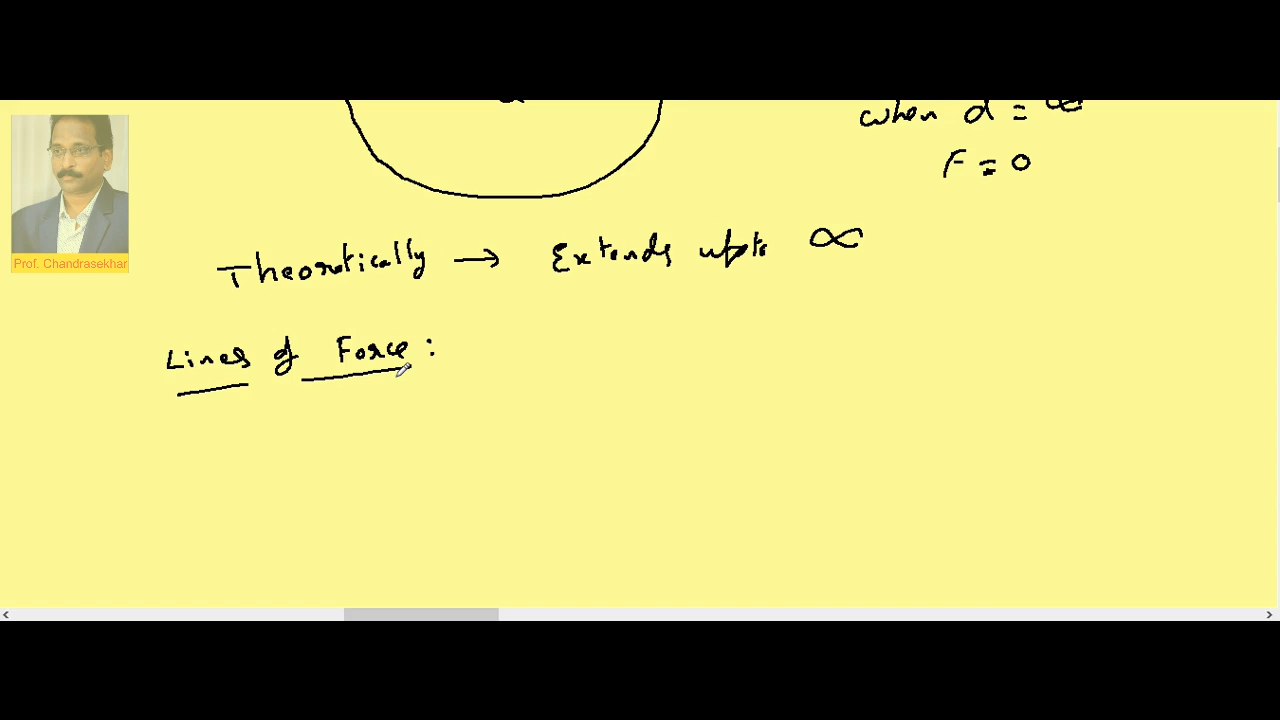 when d = ∞
F = 0
Prof. Chandrasekhar
Theoretically → Extends upto ∞
Lines of Force :